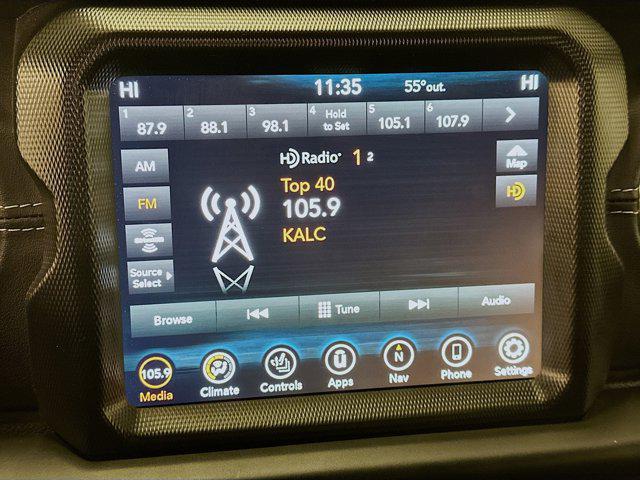 HI 11:35 55°out. HI
1 87.9 2 88.1 3 98.1 4 Hold to Set 5 105.1 6 107.9
AM
HD Radio 1 2
Map
FM
Top 40
HD
105.9
SiriusXM
KALC
Source Select
Browse Tune Audio
105.9 N
Media Climate Controls Apps Nav Phone Settings